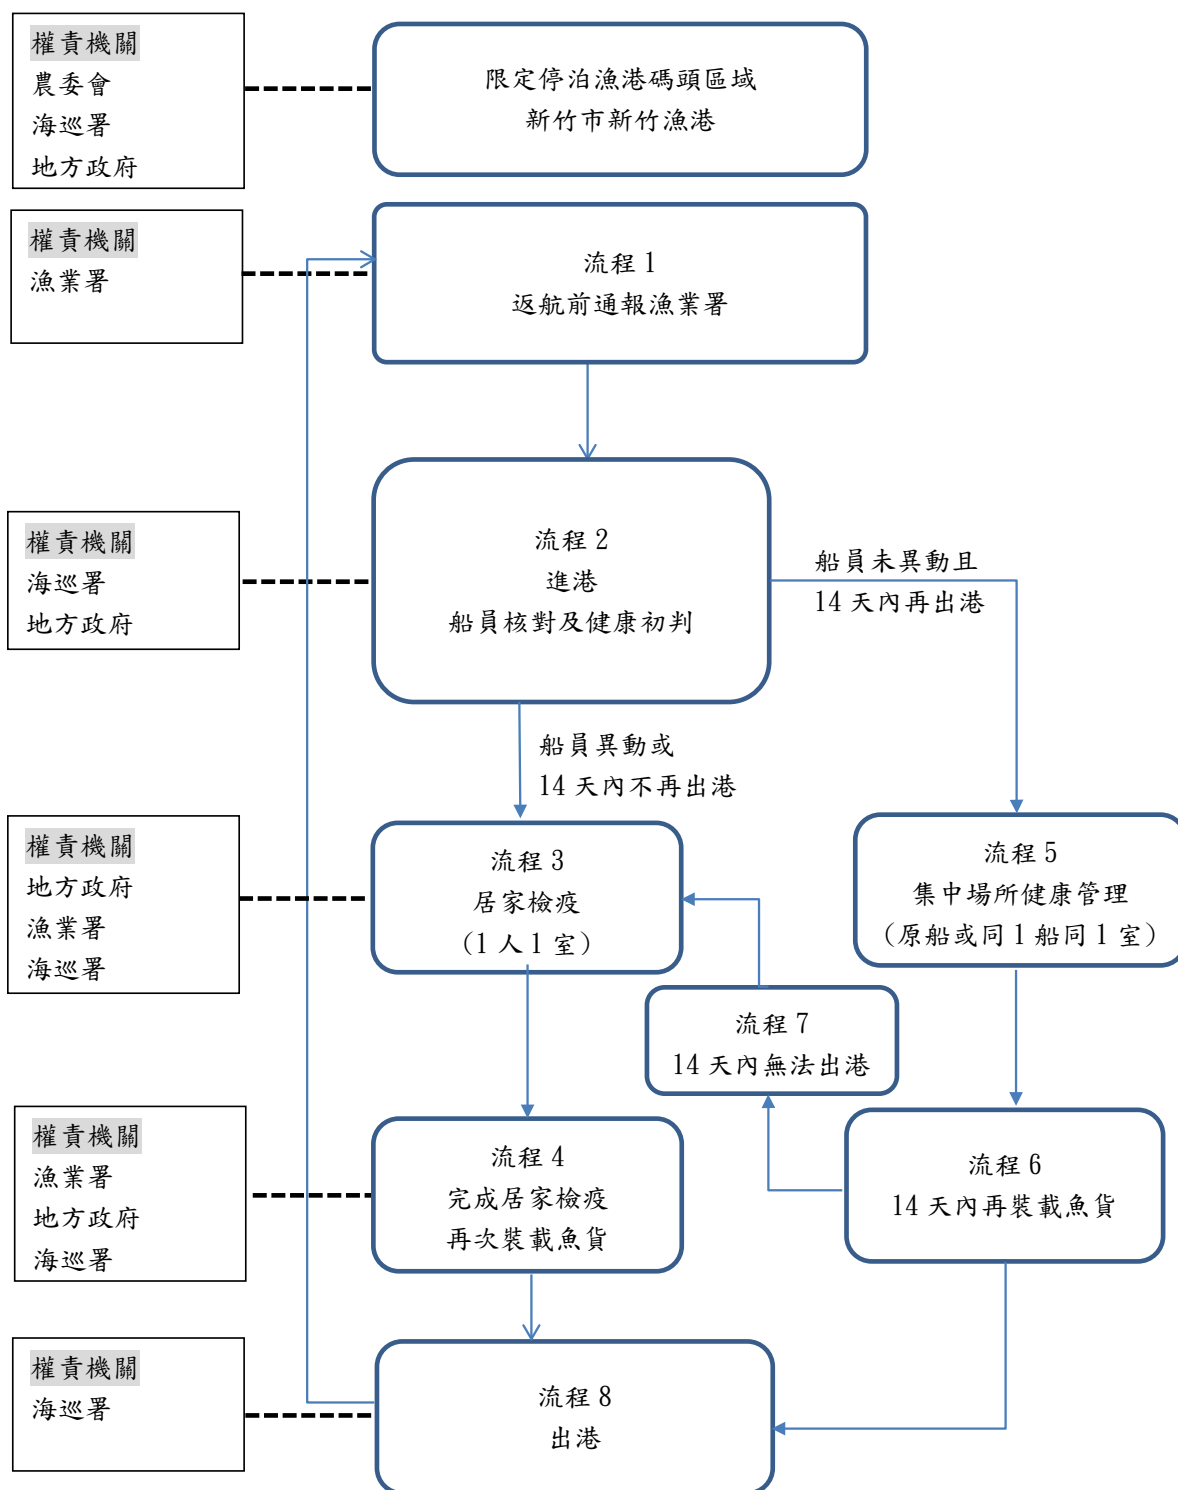 權責機關
農委會
海巡署
地方政府
限定停泊漁港碼頭區域
新竹市新竹漁港
權責機關
漁業署
流程 1
返航前通報漁業署
權責機關
海巡署
地方政府
流程 2
進港
船員核對及健康初判
船員未異動且
14 天內再出港
船員異動或
14 天內不再出港
權責機關
地方政府
漁業署
海巡署
流程 3
居家檢疫
（1 人 1 室）
流程 5
集中場所健康管理
（原船或同 1 船同 1 室）
流程 7
14 天內無法出港
權責機關
漁業署
地方政府
海巡署
流程 4
完成居家檢疫
再次裝載魚貨
流程 6
14 天內再裝載魚貨
權責機關
海巡署
流程 8
出港